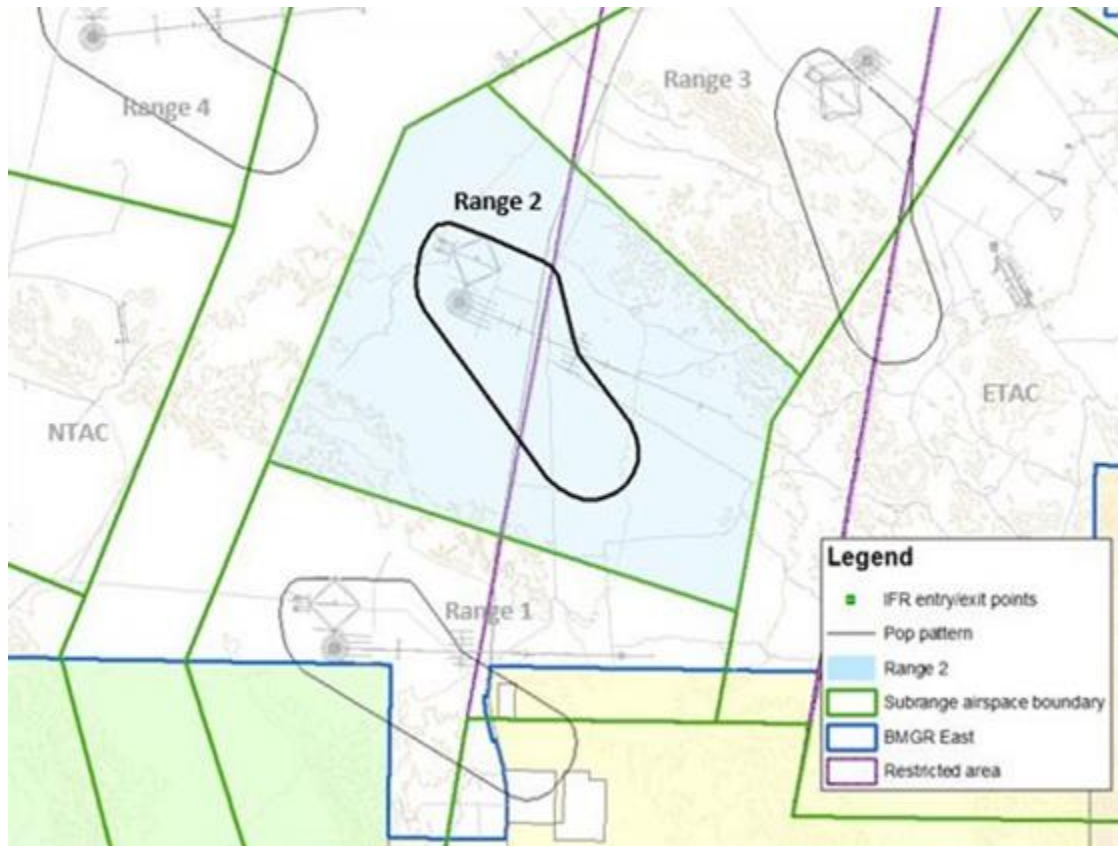 Range 3
Range 4
Range 2
ETAC
NTAC
Range 1
Legend
IFR entry/exit points
Pop pattern
Range 2
Subrange airspace boundary
BMGR East
Restricted area